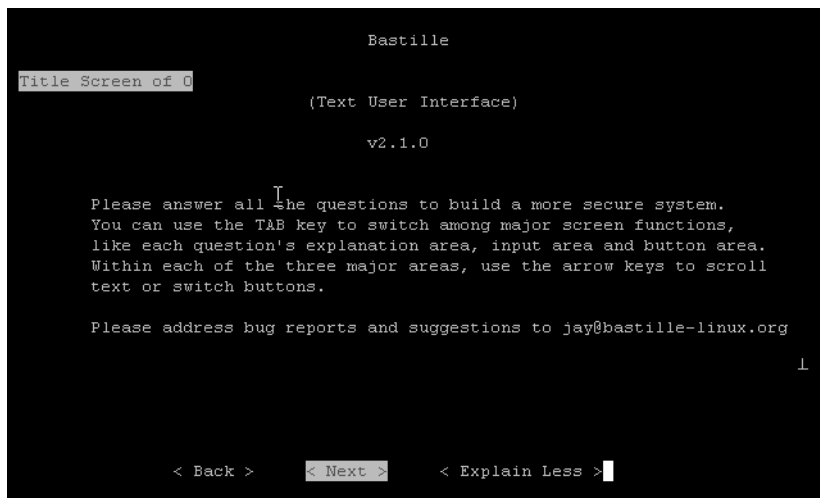 Bastille
Title Screen of 0
(Text User Interface)
v2.1.0
Please answer all the questions to build a more secure system.
You can use the TAB key to switch among major screen functions,
like each question's explanation area, input area and button area.
Within each of the three major areas, use the arrow keys to scroll
text or switch buttons.
Please address bug reports and suggestions to jay@bastille-linux.org
< Back > < Next > < Explain Less >